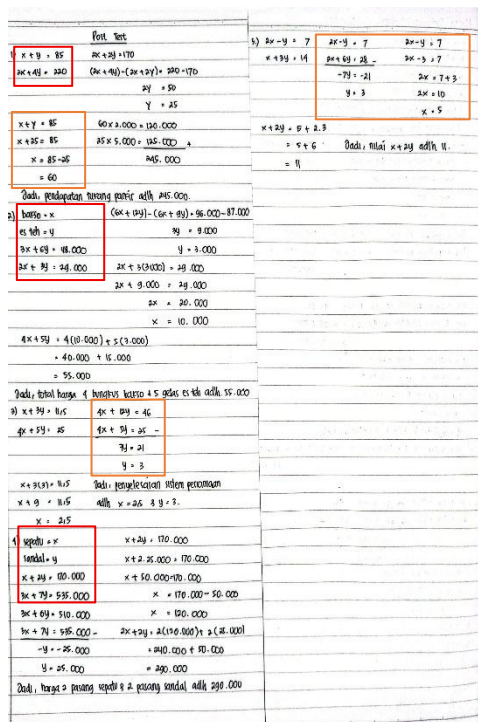 Post Test
1) x + y = 85 2x + 2y = 170
2x + 4y = 220 (2x + 4y) - (2x + 2y) = 220 - 170
2y = 50
y = 25
x + y = 85 60 x 2.000 = 120.000
x + 25 = 85 25 x 5.000 = 125.000 +
x = 85 - 25 245.000
= 60
Jadi, pendapatan tukang parkir adlh 245.000.
2) bakso = x (6x + 12y) - (6x + 9y) = 96.000 - 87.000
es teh = y 3y = 9.000
3x + 6y = 48.000 y = 3.000
2x + 3y = 29.000 2x + 3(3.000) = 29.000
2x + 9.000 = 29.000
2x = 20.000
x = 10.000
4x + 5y = 4(10.000) + 5(3.000)
= 40.000 + 15.000
= 55.000
Jadi, total harga 4 bungkus bakso & 5 gelas es teh adlh 55.000
3) x + 3y = 11,5 4x + 12y = 46
4x + 5y = 25 4x + 5y = 25 -
7y = 21
y = 3
x + 3(3) = 11,5 Jadi, penyelesaian sistem persamaan
x + 9 = 11,5 adlh x = 2,5 & y = 3.
x = 2,5
4) sepatu = x x + 2y = 170.000
sandal = y x + 2.25.000 = 170.000
x + 2y = 170.000 x + 50.000 = 170.000
3x + 7y = 535.000 x = 170.000 - 50.000
3x + 6y = 510.000 x = 120.000
3x + 7y = 535.000 - 2x + 2y = 2(120.000) + 2(25.000)
-y = -25.000 = 240.000 + 50.000
y = 25.000 = 290.000
Jadi, harga 2 pasang sepatu & 2 pasang sandal adlh 290.000
5) 2x - y = 7 2x - y = 7 2x - y = 7
x + 3y = 14 2x + 6y = 28 - 2x - 3 = 7
-7y = -21 2x = 7 + 3
y = 3 2x = 10
x = 5
x + 2y = 5 + 2.3
= 5 + 6 Jadi, nilai x + 2y adlh 11.
= 11